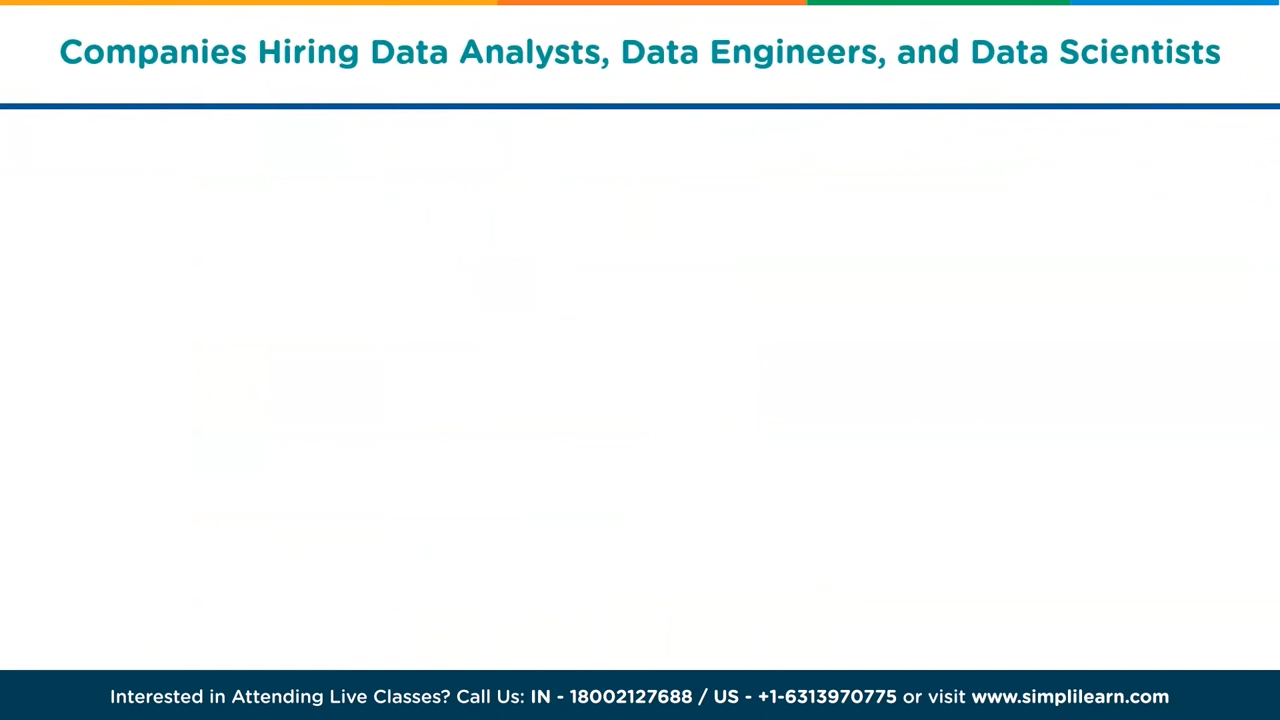 Companies Hiring Data Analysts, Data Engineers, and Data Scientists
Interested in Attending Live Classes? Call Us: IN - 18002127688 / US - +1-6313970775 or visit www.simplilearn.com